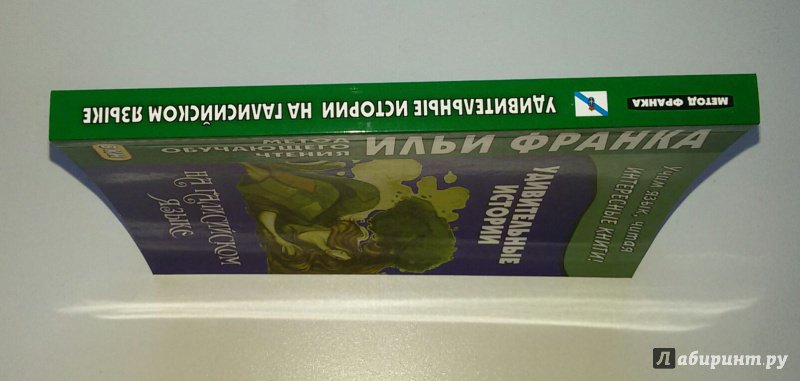 МЕТОД ФРАНКА
УДИВИТЕЛЬНЫЕ ИСТОРИИ НА ГАЛИСИЙСКОМ ЯЗЫКЕ
МЕТОД
ОБУЧАЮЩЕГО
ЧТЕНИЯ
ИЛЬИ ФРАНКА
Учим язык, читая
ИНТЕРЕСНЫЕ КНИГИ!
УДИВИТЕЛЬНЫЕ
ИСТОРИИ
НА ГАЛИСИЙСКОМ
ЯЗЫКЕ
Лабиринт.ру